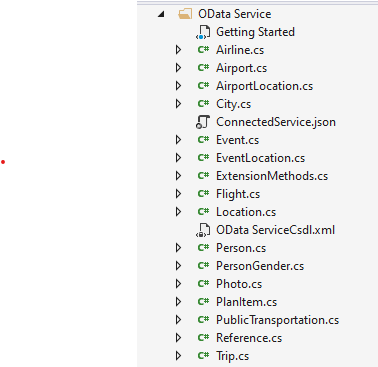 OData Service
Getting Started
C# Airline.cs
C# Airport.cs
C# AirportLocation.cs
C# City.cs
ConnectedService.json
C# Event.cs
C# EventLocation.cs
C# ExtensionMethods.cs
C# Flight.cs
C# Location.cs
OData ServiceCsdl.xml
C# Person.cs
C# PersonGender.cs
C# Photo.cs
C# PlanItem.cs
C# PublicTransportation.cs
C# Reference.cs
C# Trip.cs